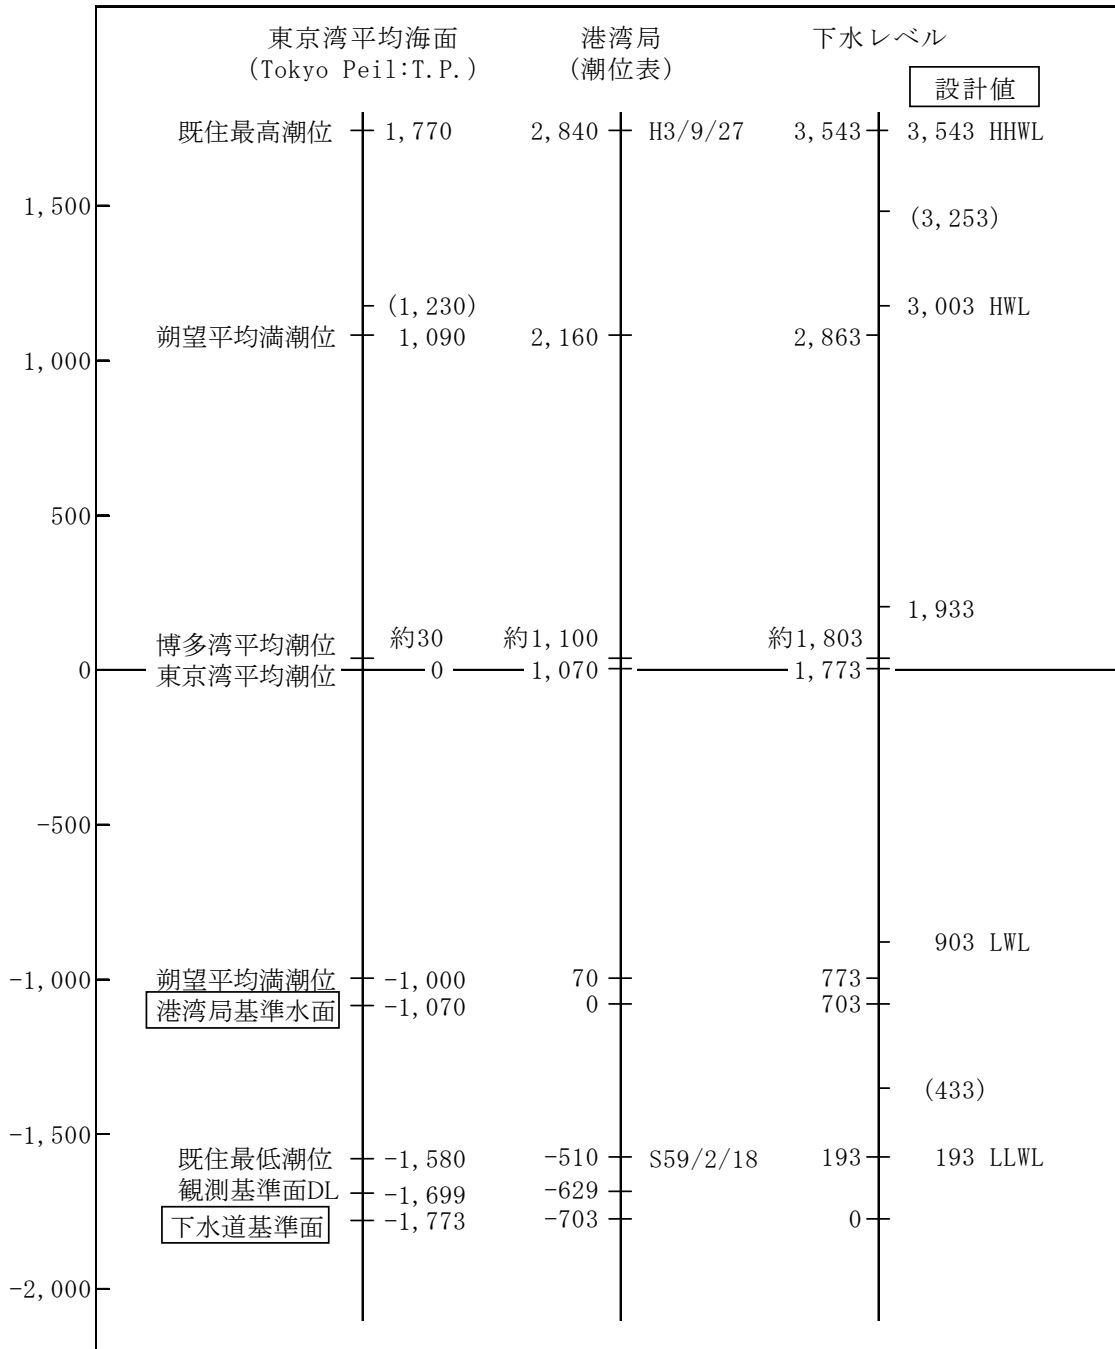 東京湾平均海面 港湾局 下水レベル
(Tokyo Peil:T.P.) (潮位表)
設計値
既住最高潮位 1,770 2,840 H3/9/27 3,543 3,543 HHWL
1,500 (3,253)
(1,230) 3,003 HWL
朔望平均満潮位 1,090 2,160 2,863
1,000
500
1,933
博多湾平均潮位 約30 約1,100 約1,803
0 東京湾平均潮位 0 1,070 1,773
-500
903 LWL
-1,000 朔望平均満潮位 -1,000 70 773
港湾局基準水面 -1,070 0 703
(433)
-1,500
既住最低潮位 -1,580 -510 S59/2/18 193 193 LLWL
観測基準面DL -1,699 -629
下水道基準面 -1,773 -703 0
-2,000